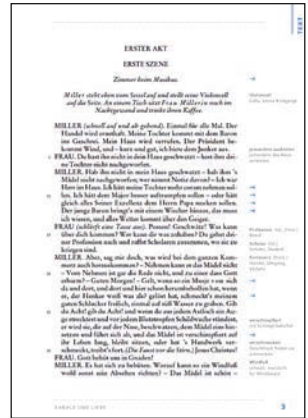 TEXT
ERSTER AKT
ERSTE SZENE
Zimmer beim Musikus.
Miller steht eben vom Sessel auf und stellt seine Violoncell
auf die Seite. An einem Tisch sitzt Frau Millerin noch im
Nachtgewand und trinkt ihren Kaffee.
MILLER (schnell auf und ab gehend). Einmal für alle Mal. Der
Handel wird ernsthaft. Meine Tochter kommt mit dem Baron
ins Geschrei. Mein Haus wird verrufen. Der Präsident be-
kommt Wind, und – kurz und gut, ich biete dem Junker aus.
FRAU. Du hast ihn nicht in dein Haus geschwatzt – hast ihm dei-
ne Tochter nicht nachgeworfen.
MILLER. Hab ihn nicht in mein Haus geschwatzt – hab ihm 's
Mädel nicht nachgeworfen; wer nimmt Notiz davon? – Ich war
Herr im Haus. Ich hätt meine Tochter mehr coram nehmen sol-
len. Ich hätt dem Major besser auftrumpfen sollen – oder hätt
gleich alles Seiner Exzellenz dem Herrn Papa stecken sollen.
Der junge Baron bringt's mit einem Wischer hinaus, das muss
ich wissen, und alles Wetter kommt über den Geiger.
FRAU (schlürft eine Tasse aus). Possen! Geschwätz! Was kann
über dich kommen? Wer kann dir was anhaben? Du gehst dei-
ner Profession nach und raffst Scholaren zusammen, wo sie zu
kriegen sind.
MILLER. Aber, sag mir doch, was wird bei dem ganzen Kom-
merz auch herauskommen? – Nehmen kann er das Mädel nicht
– Vom Nehmen ist gar die Rede nicht, und zu einer dass Gott
erbarm? – Guten Morgen! – Gelt, wenn so ein Musje von sich
da und dort, und dort und hier schon herumbeholfen hat, wenn
er, der Henker weiß was als? gelöst hat, schmeckt's meinem
guten Schlucker freilich, einmal auf süß Wasser zu graben. Gib
du Acht! gib du Acht! und wenn du aus jedem Astloch ein Au-
ge strecktest und vor jedem Blutstropfen Schildwache ständest,
er wird sie, dir auf der Nase, beschwatzen, dem Mädel eins hin-
setzen und führt sich ab, und das Mädel ist verschimpfiert auf
ihr Leben lang, bleibt sitzen, oder hat 's Handwerk ver-
schmeckt, treibt's fort. (Die Faust vor die Stirn.) Jesus Christus!
FRAU. Gott behüt uns in Gnaden!
MILLER. Es hat sich zu behüten. Worauf kann so ein Windfuß
wohl sonst sein Absehen richten? – Das Mädel ist schön –
KABALE UND LIEBE
3